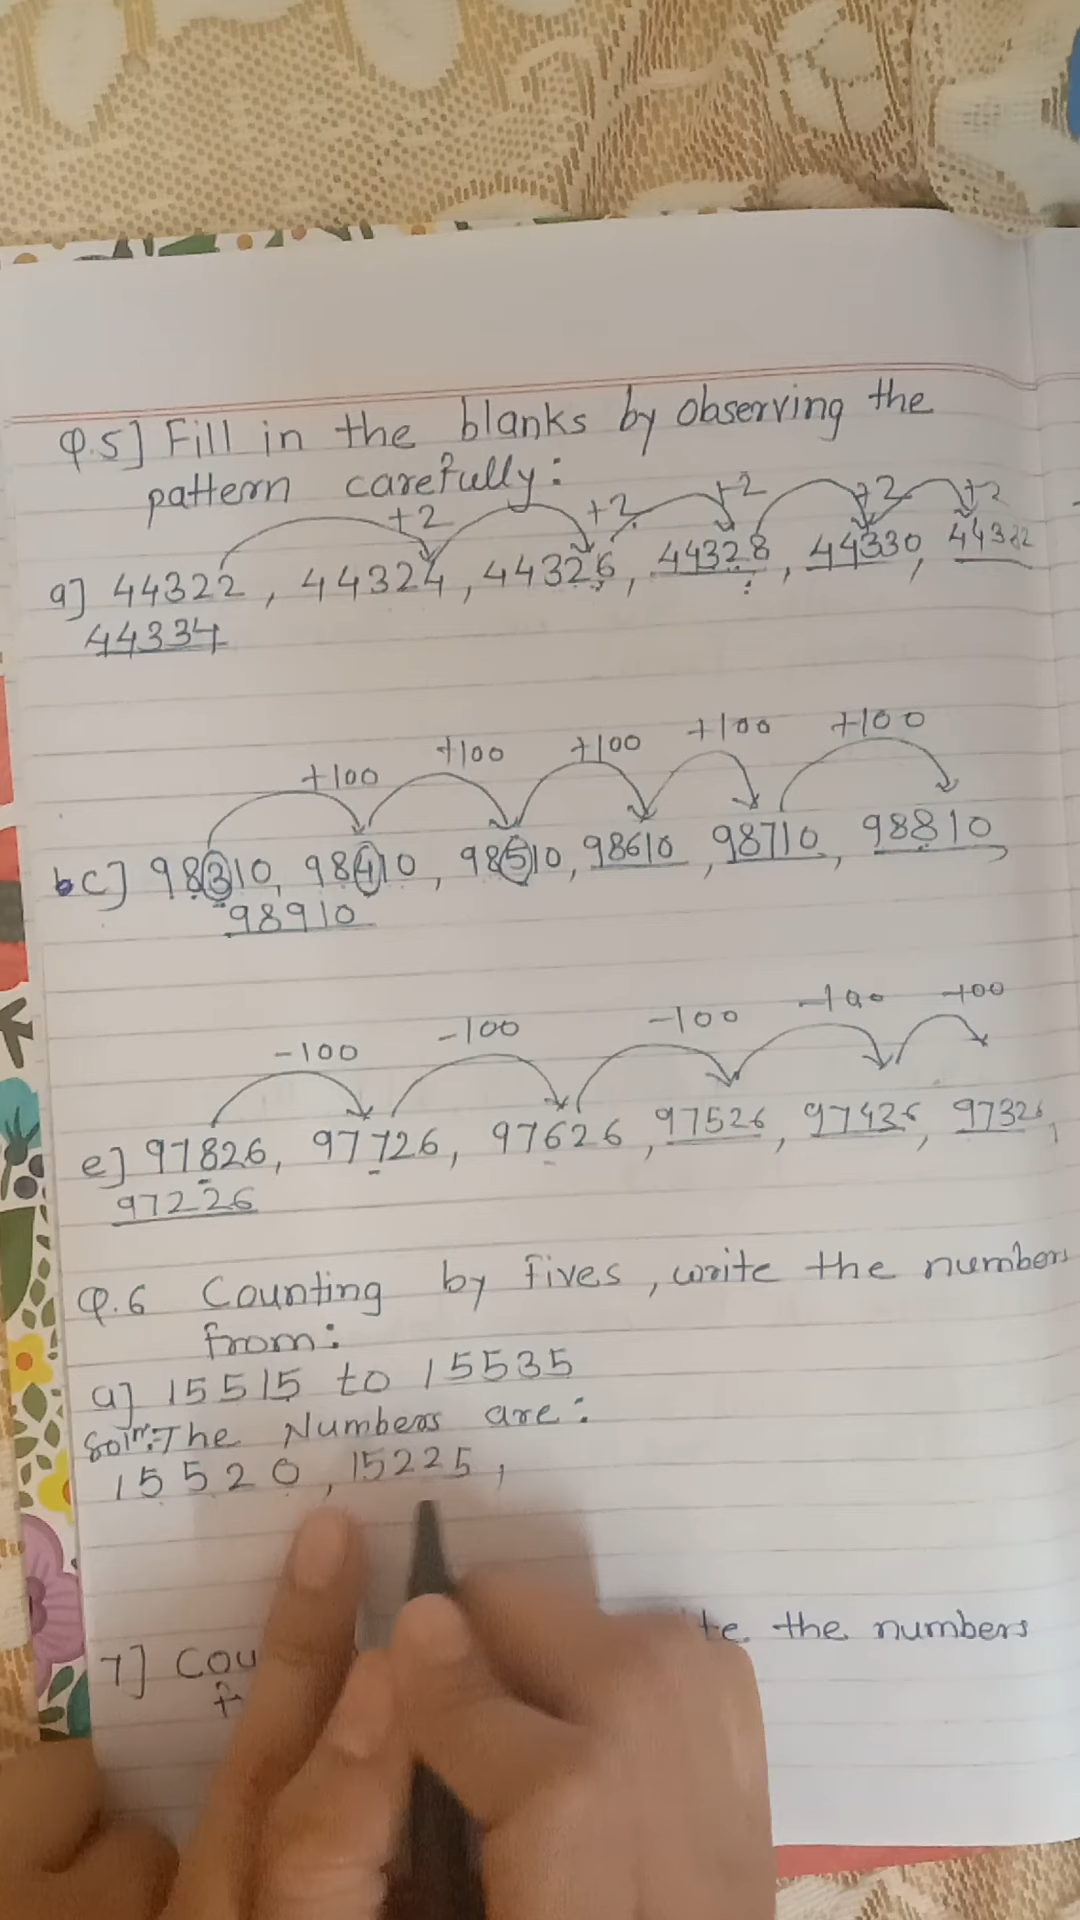 Q.5] Fill in the blanks by observing the
pattern carefully:
+2 +2 +2 +2 +2
a] 44322, 44324, 44326, 44328, 44330, 44332
44334
+100 +100 +100 +100 +100
bc] 98310, 98410, 98510, 98610, 98710, 98810,
98910
-100 -100 -100 -100 -100
e] 97826, 97726, 97626, 97526, 97426, 97326,
97226
Q.6 Counting by fives, write the numbers
from:
a] 15515 to 15535
Soln:-The Numbers are:
15520, 15225,
7] Cou te the numbers